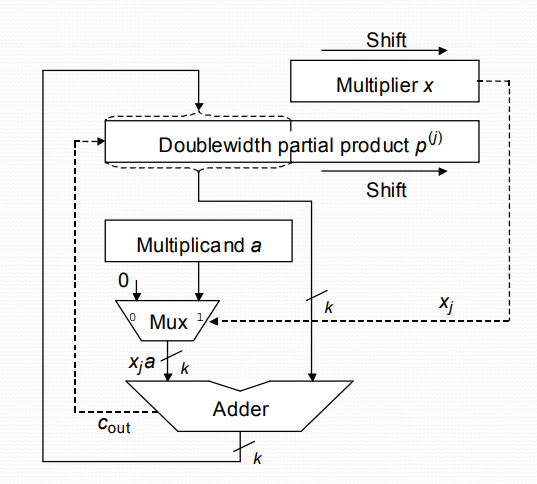 Shift
Multiplier x
Doublewidth partial product p(j)
Shift
Multiplicand a
0
0 Mux 1
k
xj
xja
k
Adder
cout
k